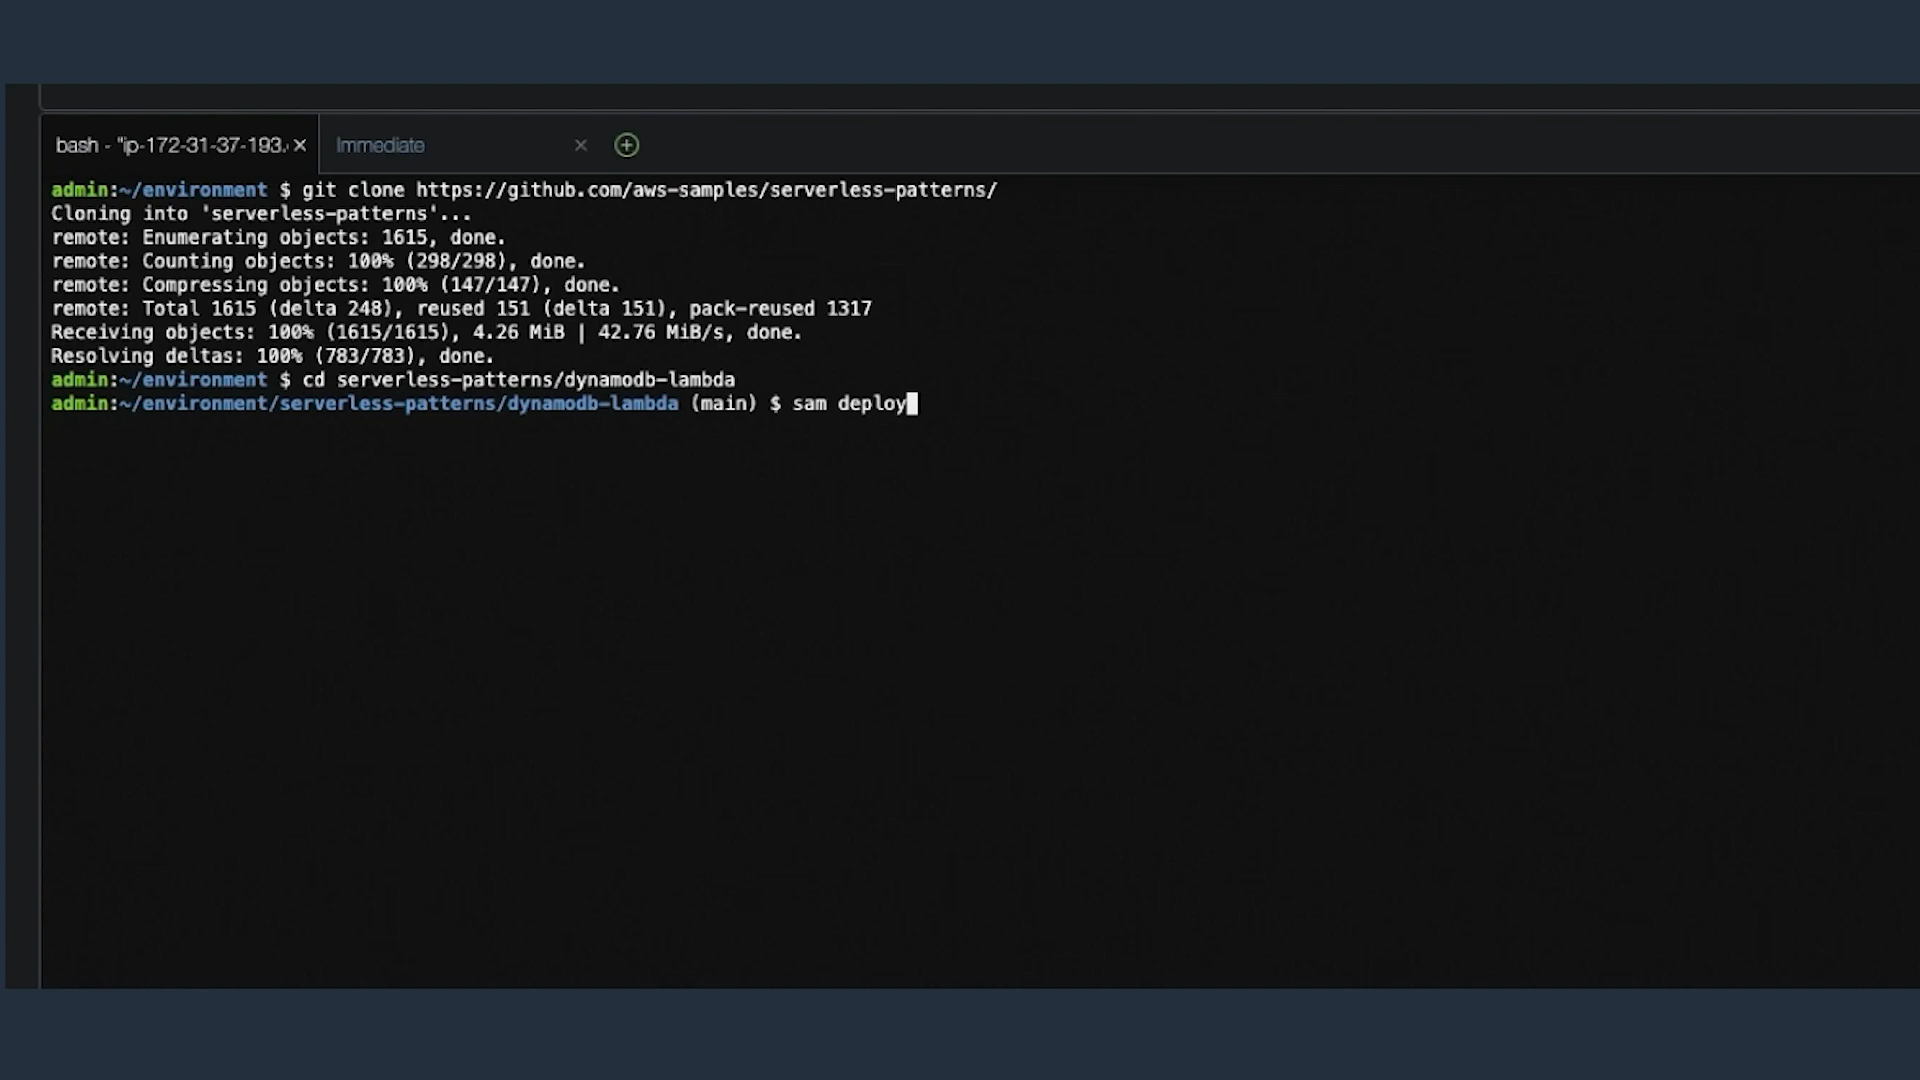 bash - "ip-172-31-37-193.
Immediate
admin:~/environment $ git clone https://github.com/aws-samples/serverless-patterns/
Cloning into 'serverless-patterns'...
remote: Enumerating objects: 1615, done.
remote: Counting objects: 100% (298/298), done.
remote: Compressing objects: 100% (147/147), done.
remote: Total 1615 (delta 248), reused 151 (delta 151), pack-reused 1317
Receiving objects: 100% (1615/1615), 4.26 MiB | 42.76 MiB/s, done.
Resolving deltas: 100% (783/783), done.
admin:~/environment $ cd serverless-patterns/dynamodb-lambda
admin:~/environment/serverless-patterns/dynamodb-lambda (main) $ sam deploy